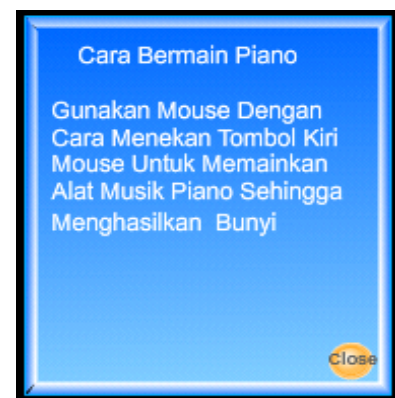 Cara Bermain Piano
Gunakan Mouse Dengan
Cara Menekan Tombol Kiri
Mouse Untuk Memainkan
Alat Musik Piano Sehingga
Menghasilkan Bunyi
Close